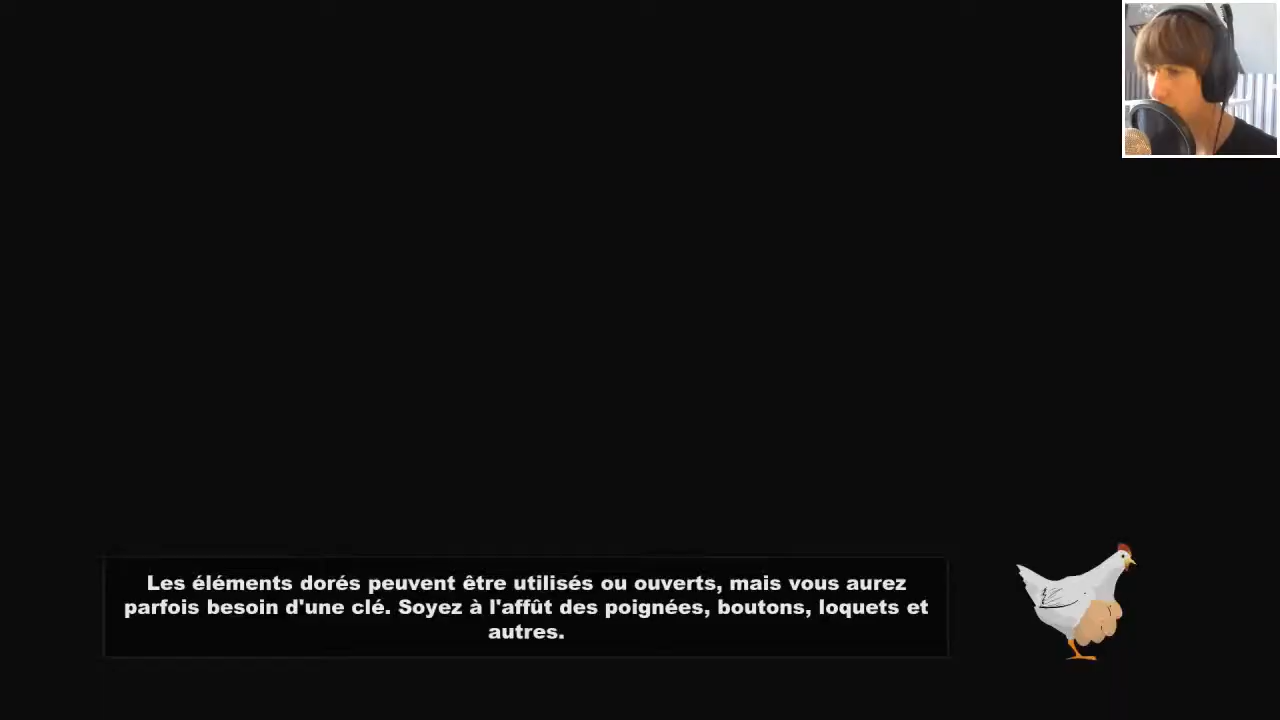 Les éléments dorés peuvent être utilisés ou ouverts, mais vous aurez
parfois besoin d'une clé. Soyez à l'affût des poignées, boutons, loquets et
autres.